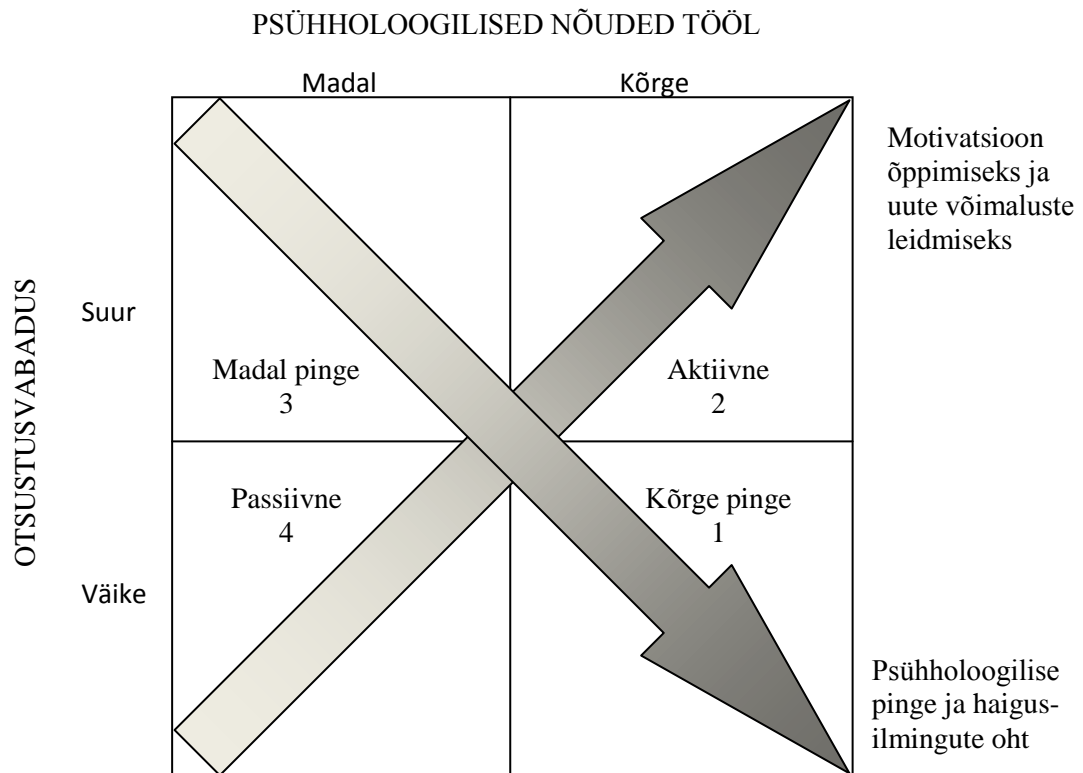 PSÜHHOLOOGILISED NÕUDED TÖÖL
Madal
Kõrge
Motivatsioon
õppimiseks ja
uute võimaluste
leidmiseks
OTSUSTUSVABADUS
Suur
Madal pinge
3
Aktiivne
2
Passiivne
4
Kõrge pinge
1
Väike
Psühholoogilise
pinge ja haigus-
ilmingute oht